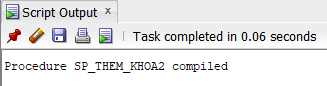 Script Output
Task completed in 0.06 seconds
Procedure SP_THEM_KHOA2 compiled